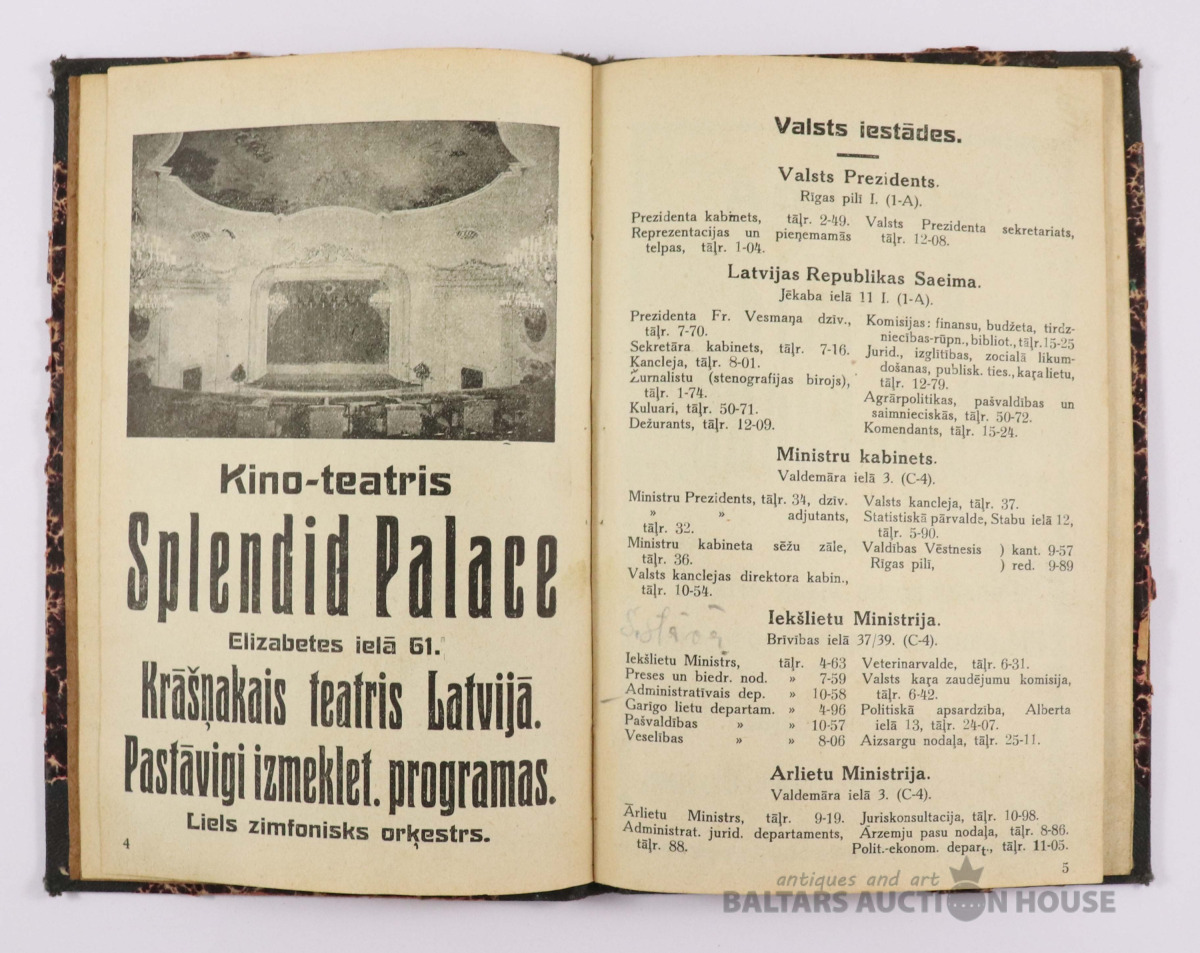 Kino-teatris
Splendid Palace
Elizabetes ielā 61.
Krāšņakais teatris Latvijā.
Pastāvigi izmeklet. programas.
Liels zimfonisks orķestrs.
4
Valsts iestādes.
Valsts Prezidents.
Rīgas pilī I. (1-A).
Prezidenta kabinets, tāļr. 2-49.
Reprezentacijas un pieņemamās
telpas, tāļr. 1-04.
Valsts Prezidenta sekretariats,
tāļr. 12-08.
Latvijas Republikas Saeima.
Jēkaba ielā 11 I. (1-A).
Prezidenta Fr. Vesmaņa dzīv.,
tāļr. 7-70.
Sekretāra kabinets, tāļr. 7-16.
Kancleja, tāļr. 8-01.
Žurnalistu (stenografijas birojs),
tāļr. 1-74.
Kuluari, tāļr. 50-71.
Dežurants, tāļr. 12-09.
Komisijas: finansu, budžeta, tirdz-
niecības-rūpn., bibliot., tāļr. 15-25
Jurid., izglītības, zocialā likum-
došanas, publisk. ties., kaŗa lietu,
tāļr. 12-79.
Agrārpolitikas, pašvaldības un
saimnieciskās, tāļr. 50-72.
Komendants, tāļr. 15-24.
Ministru kabinets.
Valdemāra ielā 3. (C-4).
Ministru Prezidents, tāļr. 34, dzīv.
» » adjutants,
tāļr. 32.
Ministru kabineta sēžu zāle,
tāļr. 36.
Valsts kanclejas direktora kabin.,
tāļr. 10-54.
Valsts kancleja, tāļr. 37.
Statistiskā pārvalde, Stabu ielā 12,
tāļr. 5-90.
Valdības Vēstnesis ) kant. 9-57
Rīgas pilī, ) red. 9-89
Iekšlietu Ministrija.
Brīvības ielā 37/39. (C-4).
Iekšlietu Ministrs, tāļr. 4-63
Preses un biedr. nod. » 7-59
Administratīvais dep. » 10-58
Garīgo lietu departam. » 4-96
Pašvaldības » » 10-57
Veselības » » 8-06
Veterinarvalde, tāļr. 6-31.
Valsts kaŗa zaudējumu komisija,
tāļr. 6-42.
Politiskā apsardzība, Alberta
ielā 13, tāļr. 24-07.
Aizsargu nodaļa, tāļr. 25-11.
Arlietu Ministrija.
Valdemāra ielā 3. (C-4).
Ārlietu Ministrs, tāļr. 9-19.
Administrat. jurid. departaments,
tāļr. 88.
Juriskonsultacija, tāļr. 10-98.
Ārzemju pasu nodaļa, tāļr. 8-86.
Polit.-ekonom. depart., tāļr. 11-05.
5
antiques and art
BALTARS AUCTION HOUSE